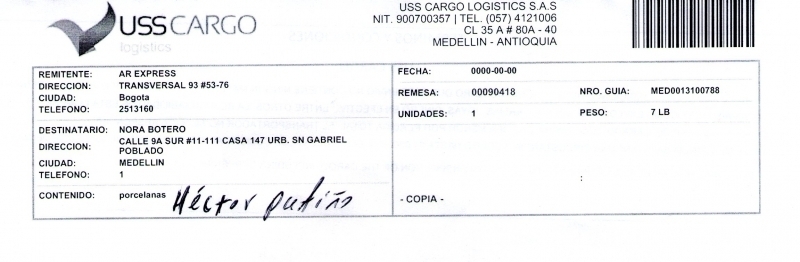 USS CARGO LOGISTICS S.A.S
NIT. 900700357 | TEL. (057) 4121006
CL 35 A # 80A - 40
MEDELLIN - ANTIOQUIA
USSCARGO
logistics
REMITENTE: AR EXPRESS
DIRECCION: TRANSVERSAL 93 #53-76
CIUDAD: Bogota
TELEFONO: 2513160
DESTINATARIO: NORA BOTERO
DIRECCION: CALLE 9A SUR #11-111 CASA 147 URB. SN GABRIEL
POBLADO
CIUDAD: MEDELLIN
TELEFONO: 1
CONTENIDO: porcelanas Héctor
FECHA: 0000-00-00
REMESA: 00090418 NRO. GUIA: MED0013100788
UNIDADES: 1 PESO: 7 LB
:
- COPIA -